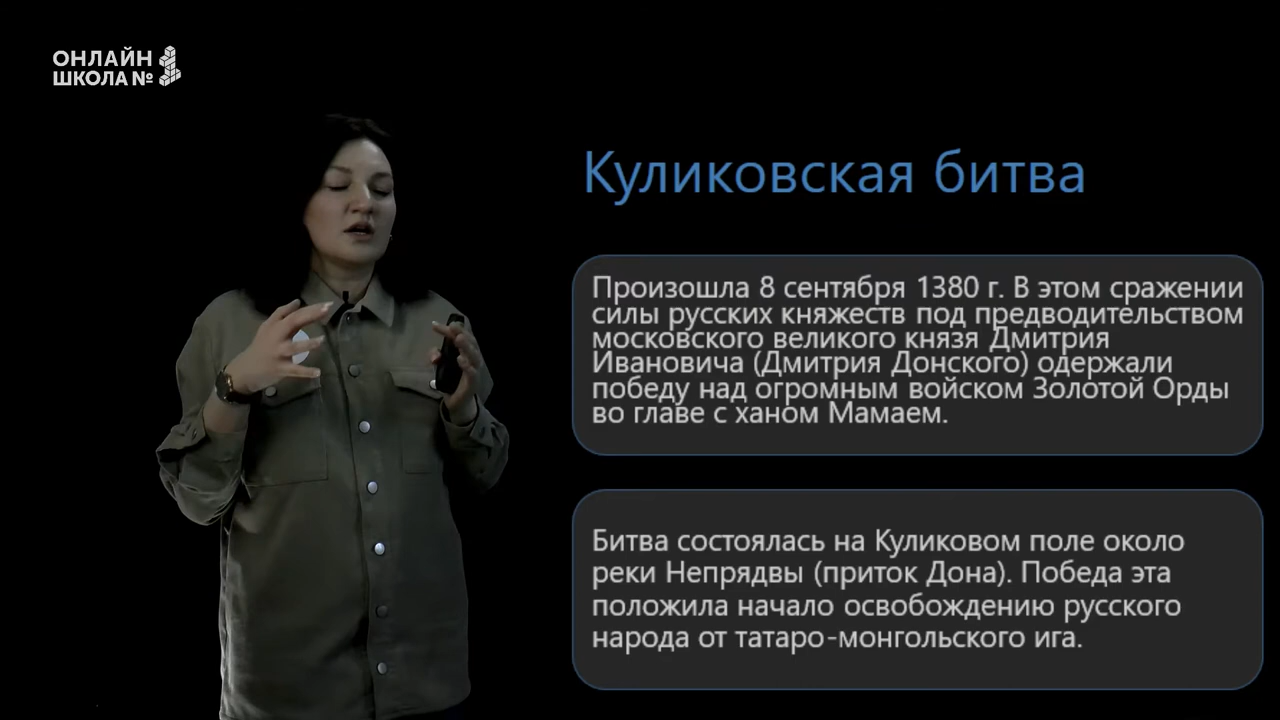 ОНЛАЙН
ШКОЛА №
Куликовская битва
Произошла 8 сентября 1380 г. В этом сражении
силы русских княжеств под предводительством
московского великого князя Дмитрия
Ивановича (Дмитрия Донского) одержали
победу над огромным войском Золотой Орды
во главе с ханом Мамаем.
Битва состоялась на Куликовом поле около
реки Непрядвы (приток Дона). Победа эта
положила начало освобождению русского
народа от татаро-монгольского ига.